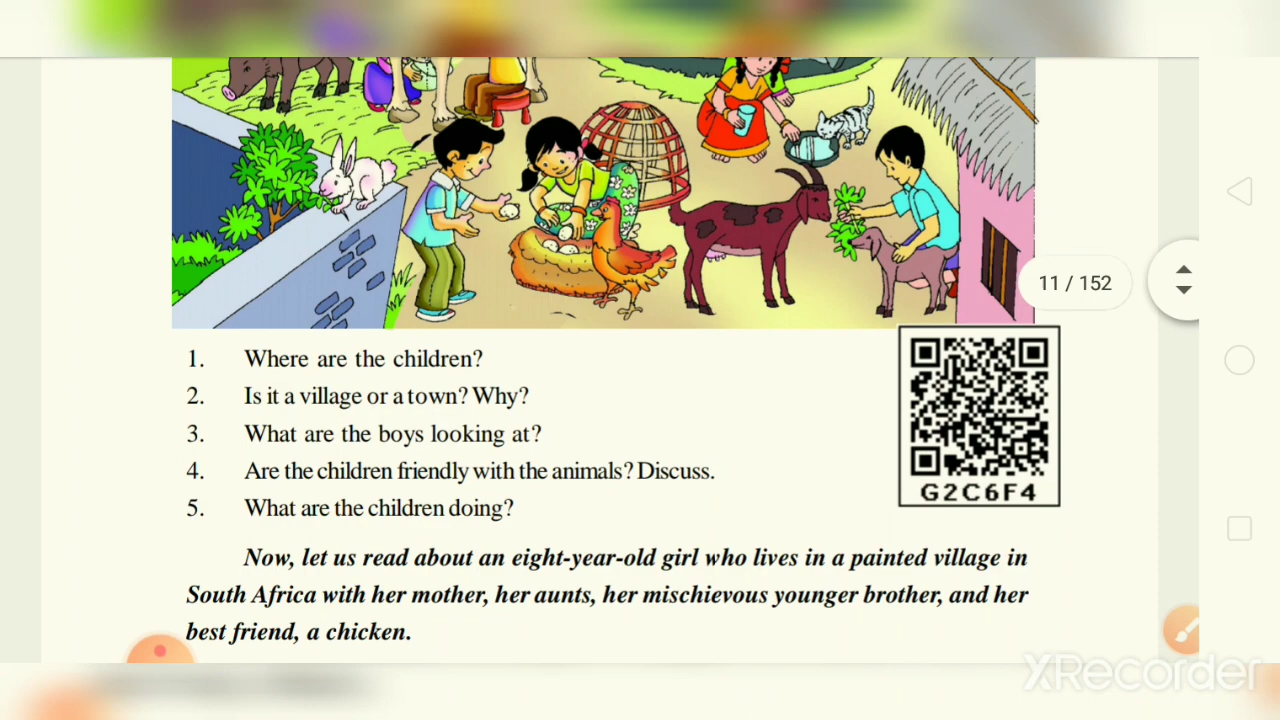 11 / 152
1. Where are the children?
2. Is it a village or a town? Why?
3. What are the boys looking at?
4. Are the children friendly with the animals? Discuss.
5. What are the children doing?
G2C6F4
Now, let us read about an eight-year-old girl who lives in a painted village in
South Africa with her mother, her aunts, her mischievous younger brother, and her
best friend, a chicken.
XRecorder